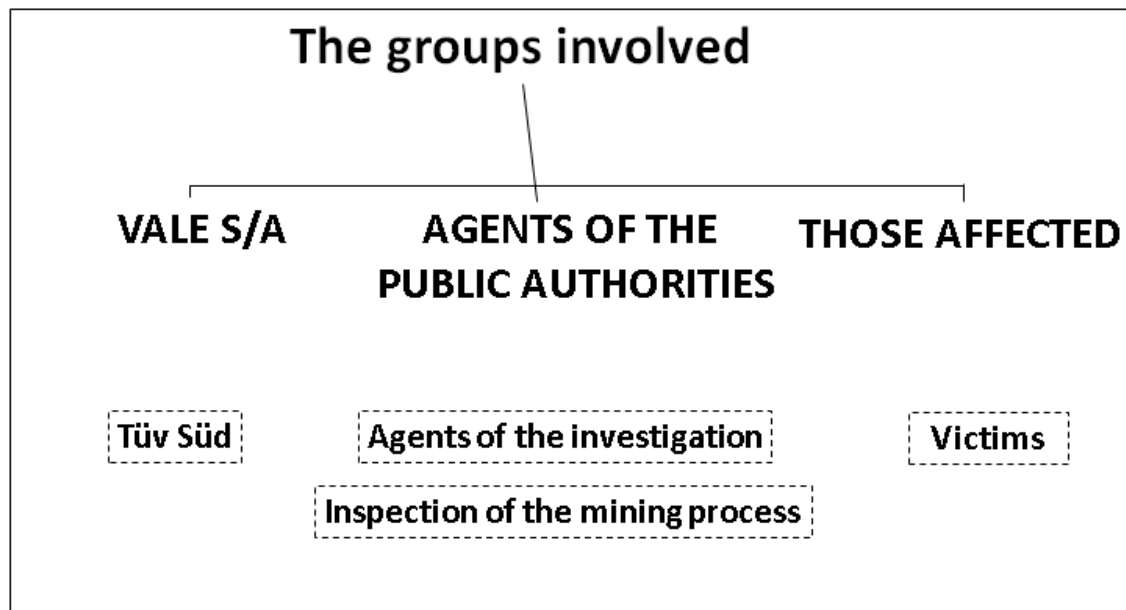 The groups involved
VALE S/A
AGENTS OF THE
PUBLIC AUTHORITIES
THOSE AFFECTED
Tüv Süd
Agents of the investigation
Victims
Inspection of the mining process